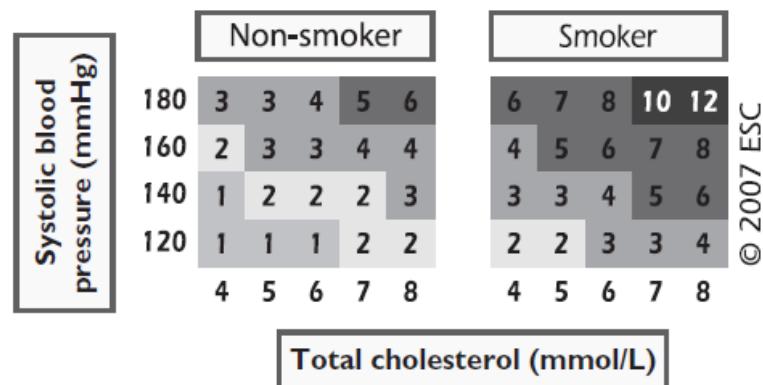 Non-smoker Smoker
Systolic blood
pressure (mmHg)
180 3 3 4 5 6 6 7 8 10 12
160 2 3 3 4 4 4 5 6 7 8
140 1 2 2 2 3 3 3 4 5 6
120 1 1 1 2 2 2 2 3 3 4
4 5 6 7 8 4 5 6 7 8
Total cholesterol (mmol/L)
© 2007 ESC